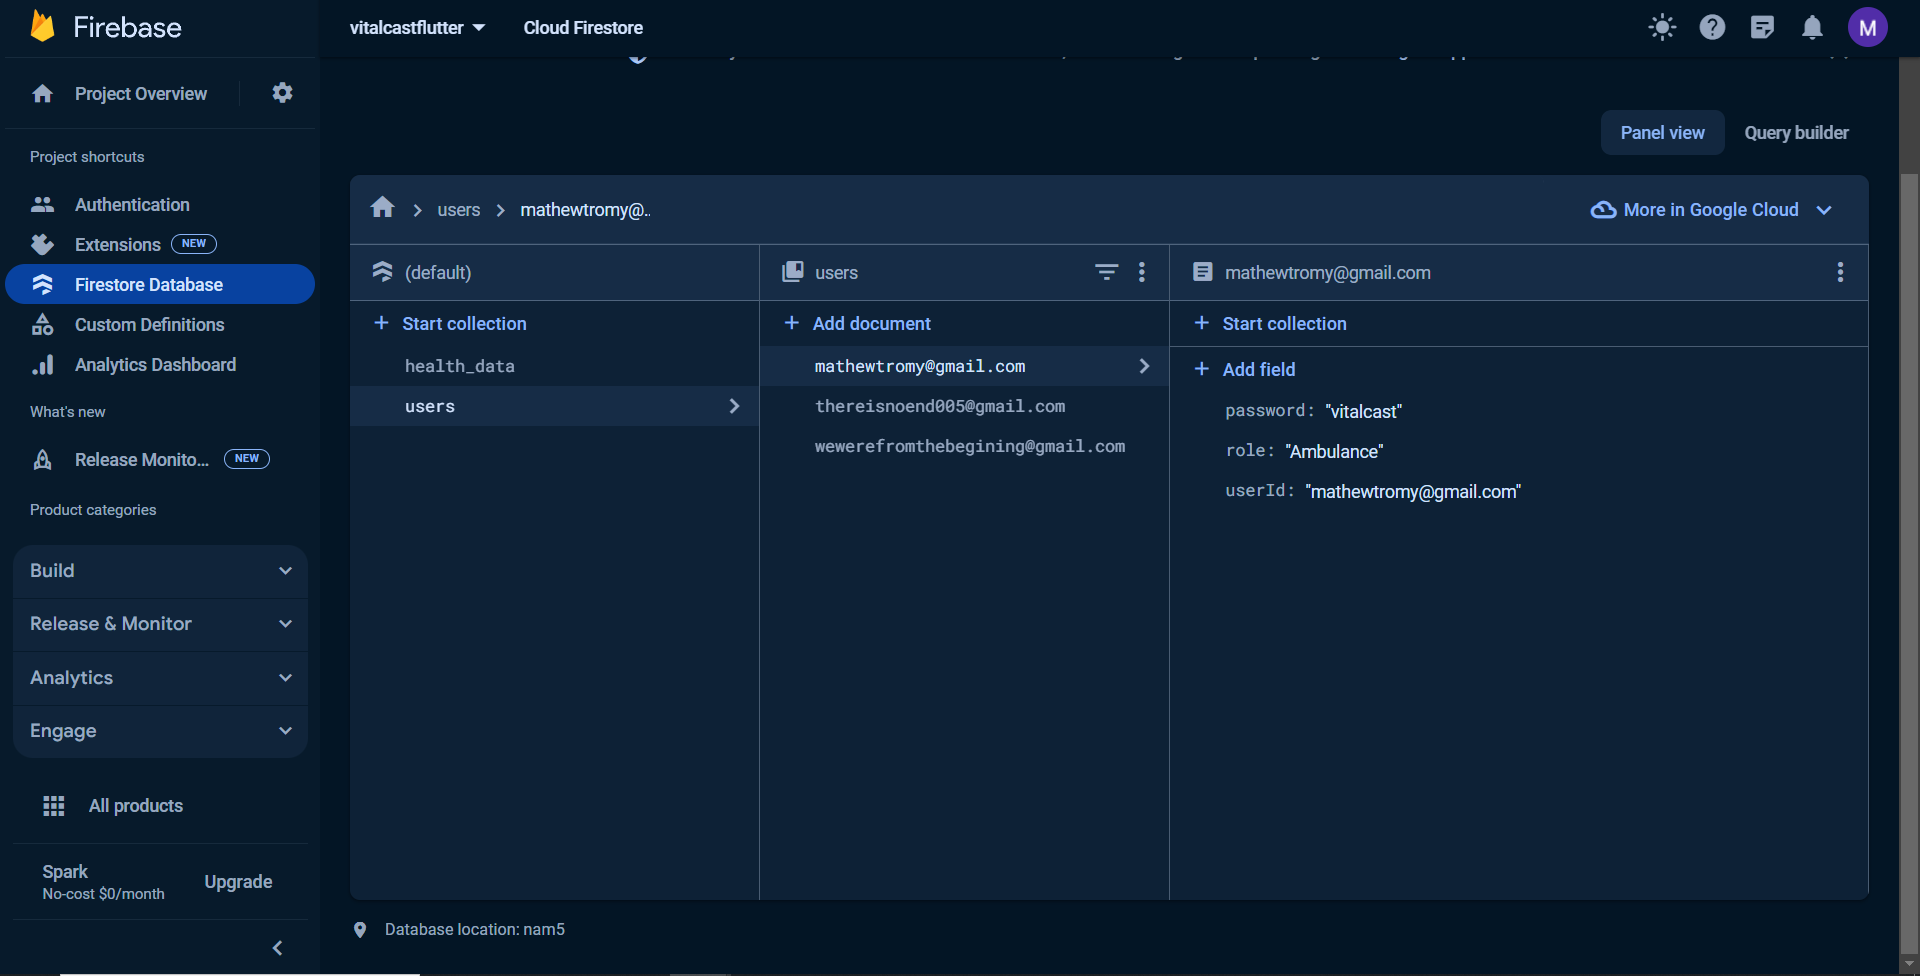 Firebase
vitalcastflutter
Cloud Firestore
M
Project Overview
Project shortcuts
Authentication
Extensions NEW
Firestore Database
Custom Definitions
Analytics Dashboard
What's new
Release Monito... NEW
Product categories
Build
Release & Monitor
Analytics
Engage
All products
Spark
No-cost $0/month
Upgrade
Panel view
Query builder
users
mathewtromy@..
More in Google Cloud
(default)
Start collection
health_data
users
users
Add document
mathewtromy@gmail.com
thereisnoend005@gmail.com
wewerefromthebegining@gmail.com
mathewtromy@gmail.com
Start collection
Add field
password: "vitalcast"
role: "Ambulance"
userId: "mathewtromy@gmail.com"
Database location: nam5